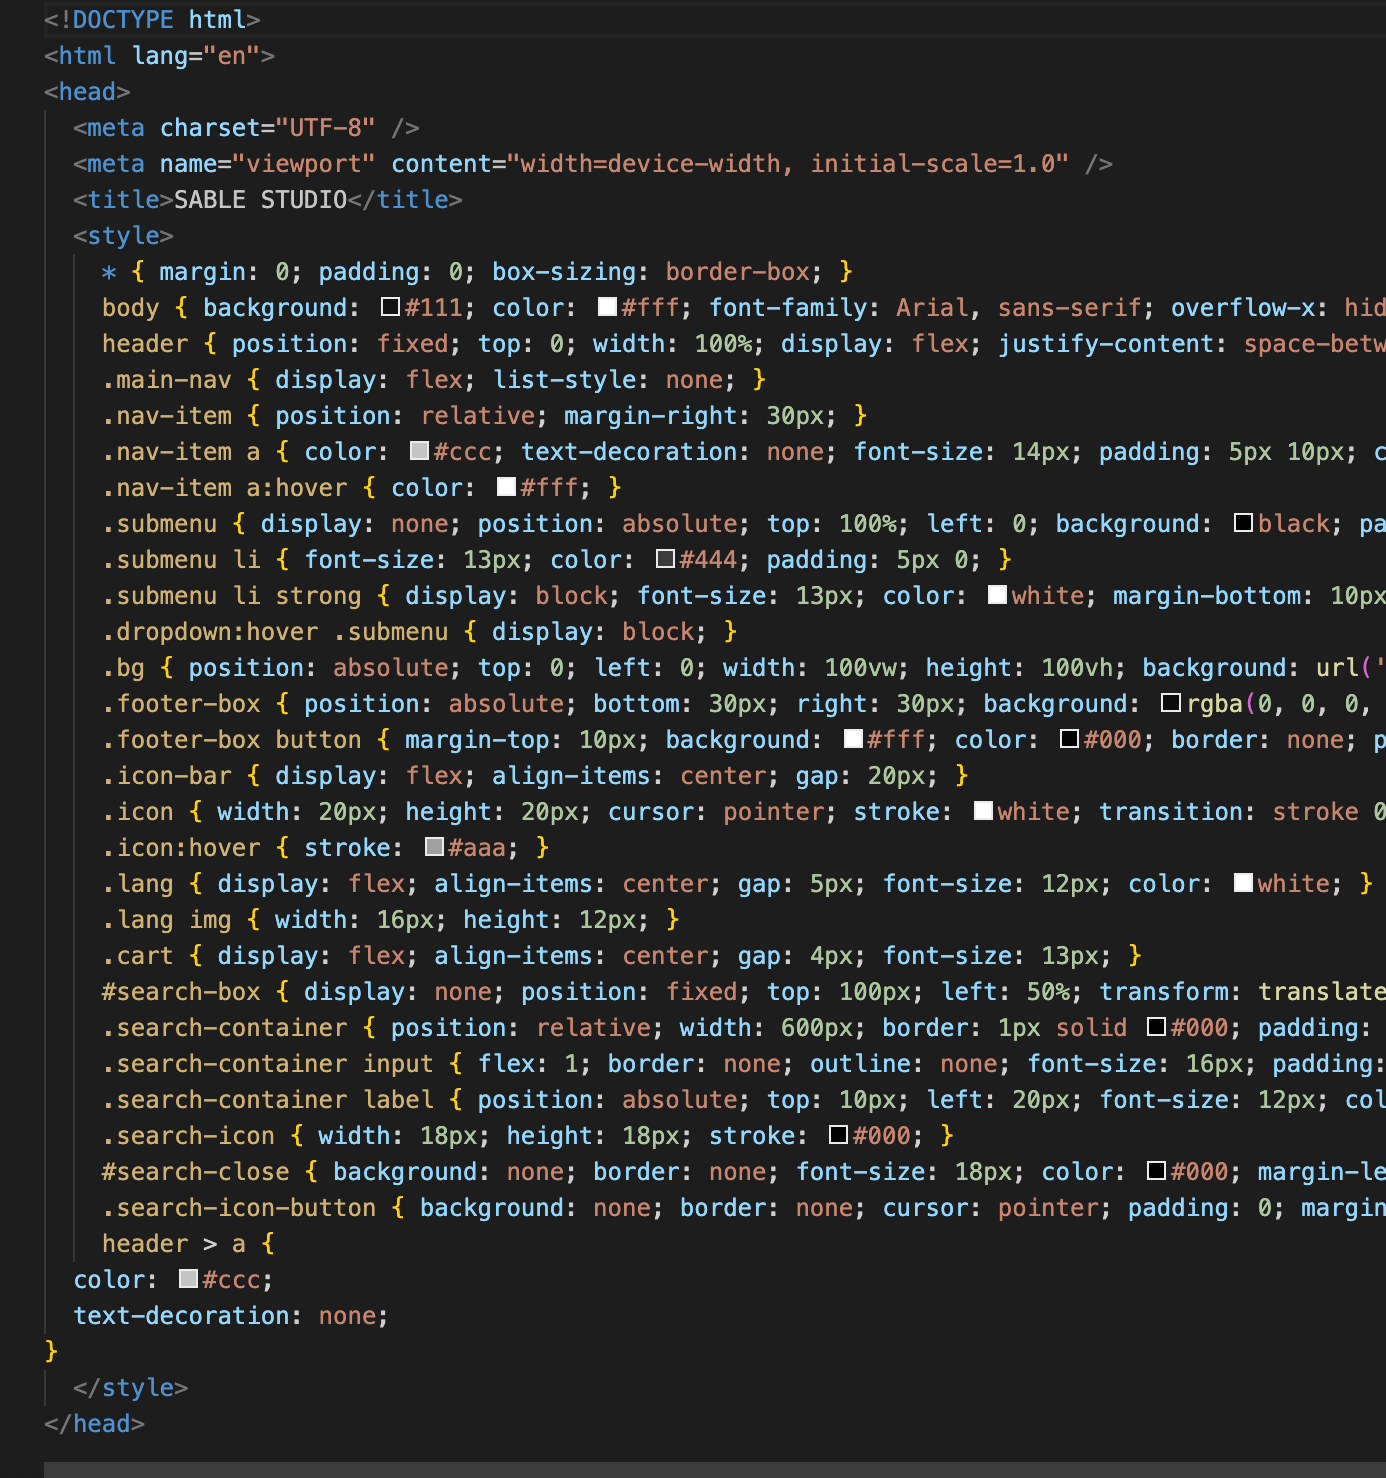 <!DOCTYPE html>
<html lang="en">
<head>
<meta charset="UTF-8" />
<meta name="viewport" content="width=device-width, initial-scale=1.0" />
<title>SABLE STUDIO</title>
<style>
* { margin: 0; padding: 0; box-sizing: border-box; }
body { background: #111; color: #fff; font-family: Arial, sans-serif; overflow-x: hid
header { position: fixed; top: 0; width: 100%; display: flex; justify-content: space-betw
.main-nav { display: flex; list-style: none; }
.nav-item { position: relative; margin-right: 30px; }
.nav-item a { color: #ccc; text-decoration: none; font-size: 14px; padding: 5px 10px; c
.nav-item a:hover { color: #fff; }
.submenu { display: none; position: absolute; top: 100%; left: 0; background: black; pa
.submenu li { font-size: 13px; color: #444; padding: 5px 0; }
.submenu li strong { display: block; font-size: 13px; color: white; margin-bottom: 10px
.dropdown:hover .submenu { display: block; }
.bg { position: absolute; top: 0; left: 0; width: 100vw; height: 100vh; background: url('
.footer-box { position: absolute; bottom: 30px; right: 30px; background: rgba(0, 0, 0,
.footer-box button { margin-top: 10px; background: #fff; color: #000; border: none; p
.icon-bar { display: flex; align-items: center; gap: 20px; }
.icon { width: 20px; height: 20px; cursor: pointer; stroke: white; transition: stroke 0
.icon:hover { stroke: #aaa; }
.lang { display: flex; align-items: center; gap: 5px; font-size: 12px; color: white; }
.lang img { width: 16px; height: 12px; }
.cart { display: flex; align-items: center; gap: 4px; font-size: 13px; }
#search-box { display: none; position: fixed; top: 100px; left: 50%; transform: translate
.search-container { position: relative; width: 600px; border: 1px solid #000; padding:
.search-container input { flex: 1; border: none; outline: none; font-size: 16px; padding:
.search-container label { position: absolute; top: 10px; left: 20px; font-size: 12px; col
.search-icon { width: 18px; height: 18px; stroke: #000; }
#search-close { background: none; border: none; font-size: 18px; color: #000; margin-le
.search-icon-button { background: none; border: none; cursor: pointer; padding: 0; margin
header > a {
color: #ccc;
text-decoration: none;
}
</style>
</head>